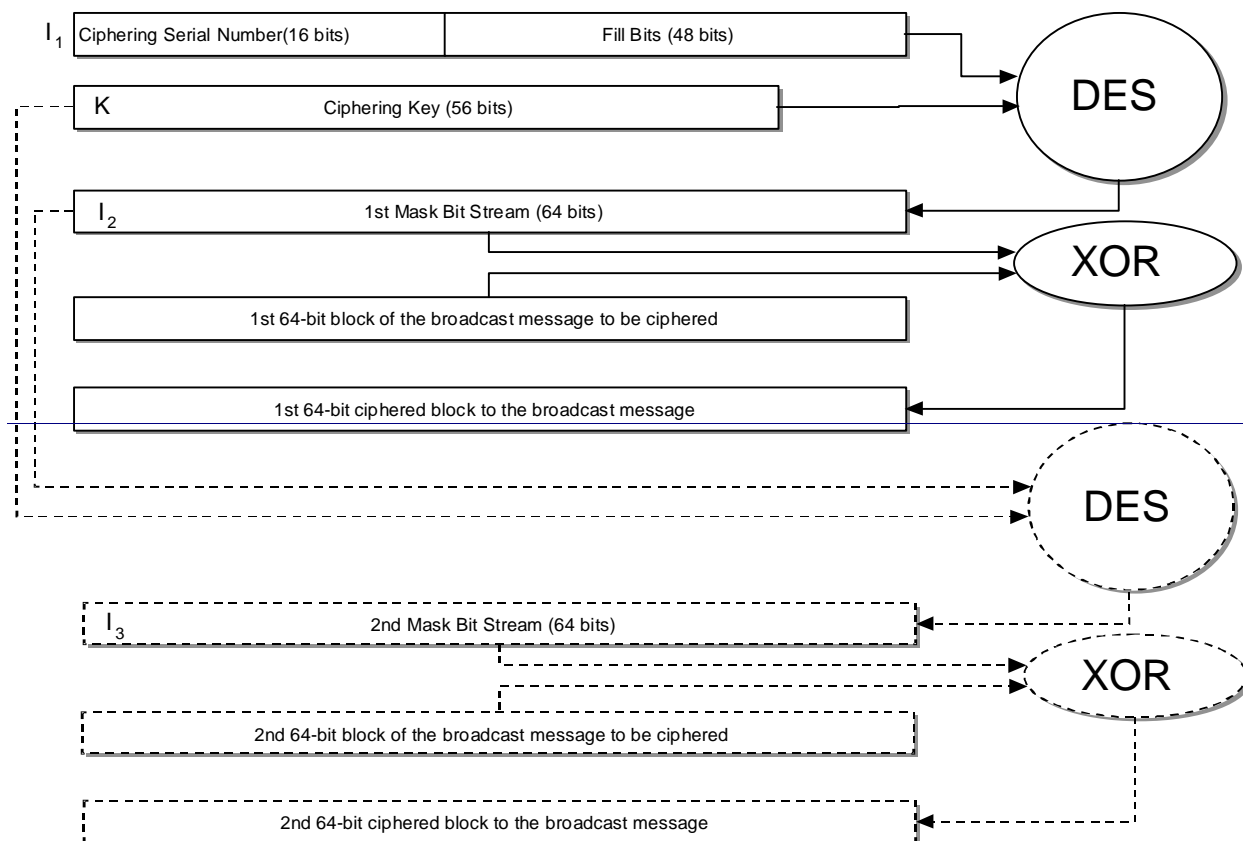 I1 Ciphering Serial Number(16 bits) Fill Bits (48 bits)
DES
K Ciphering Key (56 bits)
I2 1st Mask Bit Stream (64 bits)
XOR
1st 64-bit block of the broadcast message to be ciphered
1st 64-bit ciphered block to the broadcast message
DES
I3 2nd Mask Bit Stream (64 bits)
XOR
2nd 64-bit block of the broadcast message to be ciphered
2nd 64-bit ciphered block to the broadcast message